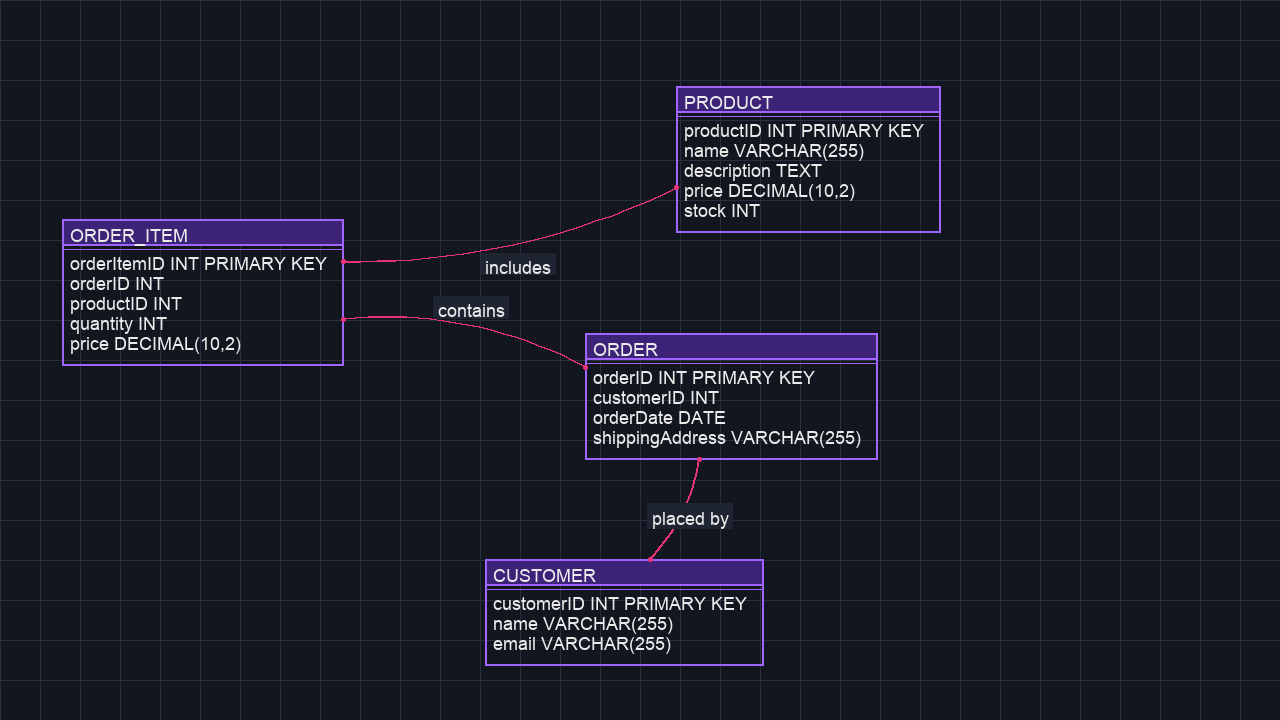 PRODUCT
productID INT PRIMARY KEY
name VARCHAR(255)
description TEXT
price DECIMAL(10,2)
stock INT
ORDER_ITEM
orderItemID INT PRIMARY KEY
orderID INT
productID INT
quantity INT
price DECIMAL(10,2)
includes
contains
ORDER
orderID INT PRIMARY KEY
customerID INT
orderDate DATE
shippingAddress VARCHAR(255)
placed by
CUSTOMER
customerID INT PRIMARY KEY
name VARCHAR(255)
email VARCHAR(255)